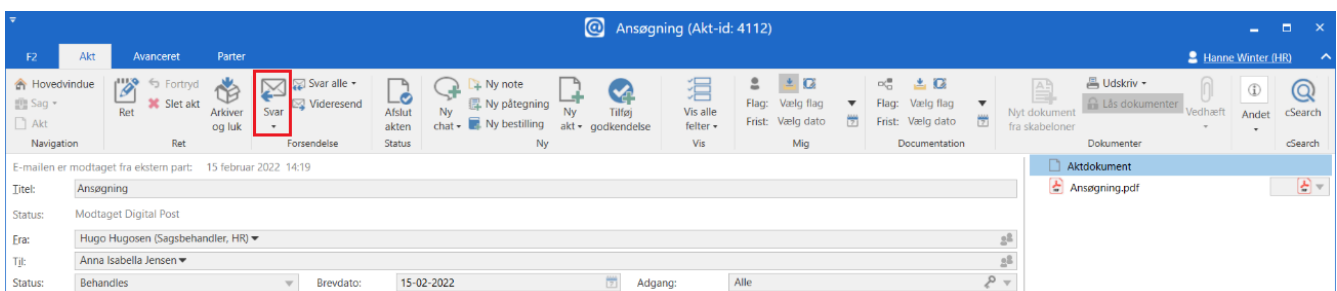 Ansøgning (Akt-id: 4112)
F2 Akt Avanceret Parter Hanne Winter (HR)
Hovedvindue
Sag
Akt
Navigation
Ret
Fortryd
Slet akt
Arkiver
og luk
Ret
Svar
Svar alle
Videresend
Forsendelse
Afslut
akten
Status
Ny
chat
Ny note
Ny påtegning
Ny bestilling
Ny
akt
Tilføj
godkendelse
Ny
Vis alle
felter
Vis
Flag: Vælg flag
Frist: Vælg dato
Mig
Flag: Vælg flag
Frist: Vælg dato
Documentation
Nyt dokument
fra skabeloner
Udskriv
Lås dokumenter
Vedhæft
Dokumenter
Andet
cSearch
cSearch
E-mailen er modtaget fra ekstern part: 15 februar 2022 14:19
Titel: Ansøgning
Status: Modtaget Digital Post
Fra: Hugo Hugosen (Sagsbehandler, HR)
Til: Anna Isabella Jensen
Status: Behandles Brevdato: 15-02-2022 Adgang: Alle
Aktdokument
Ansøgning.pdf